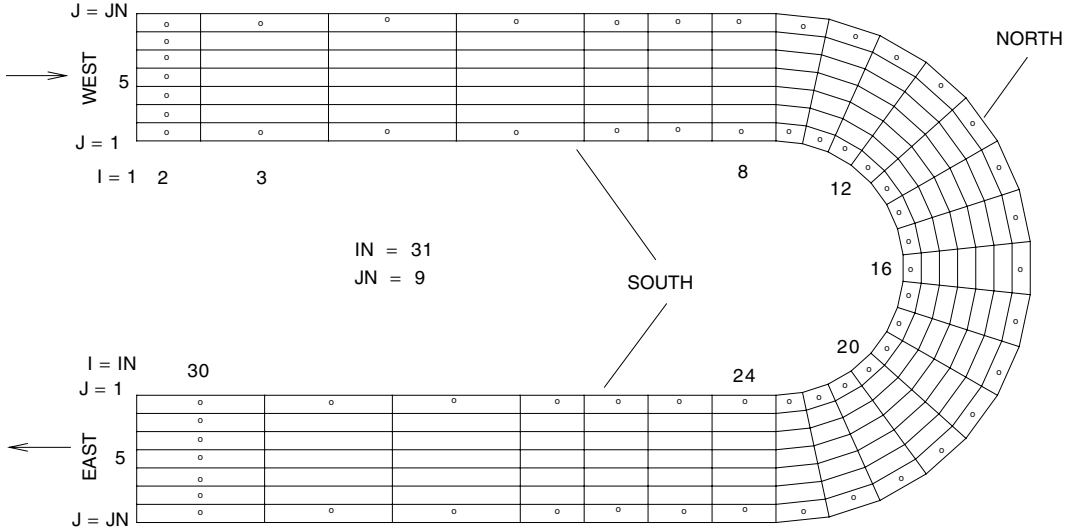 J = JN
WEST
5
J = 1
I = 1 2 3 8
12
NORTH
IN = 31
JN = 9
SOUTH
16
20
I = IN
30 24
J = 1
EAST
5
J = JN